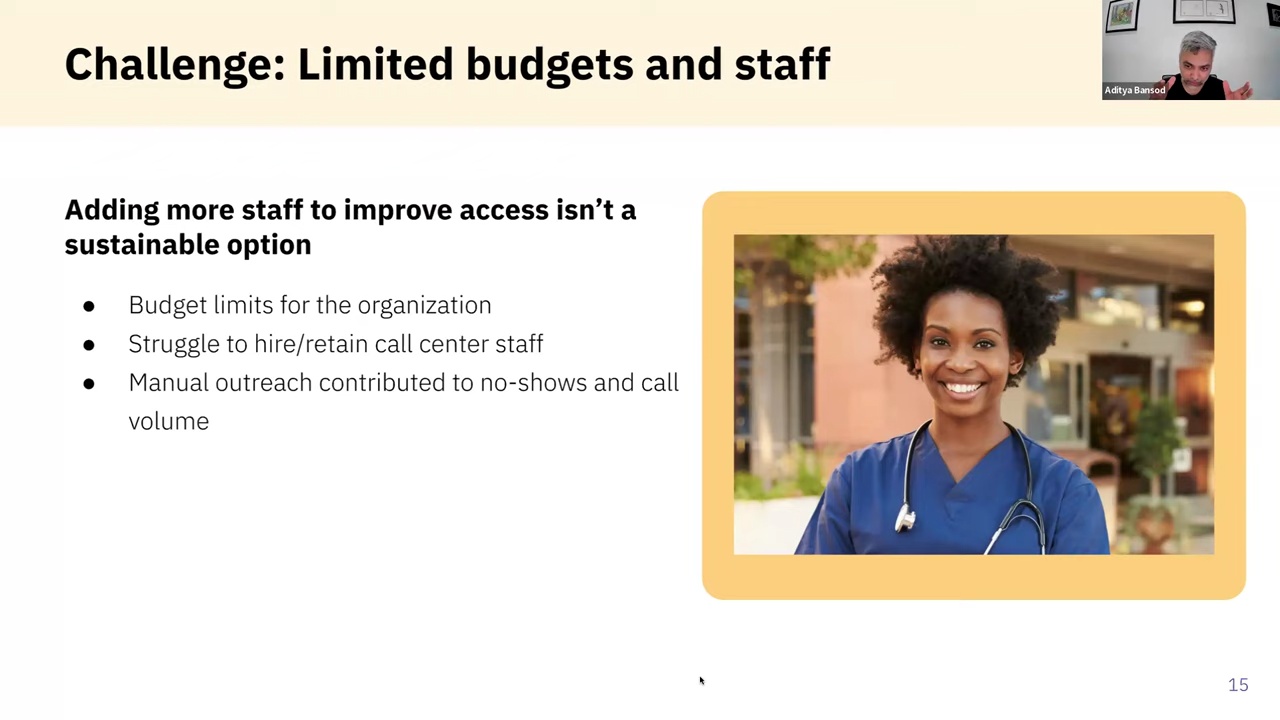 Challenge: Limited budgets and staff
Aditya Bansod
Adding more staff to improve access isn’t a
sustainable option
● Budget limits for the organization
● Struggle to hire/retain call center staff
● Manual outreach contributed to no-shows and call
volume
15